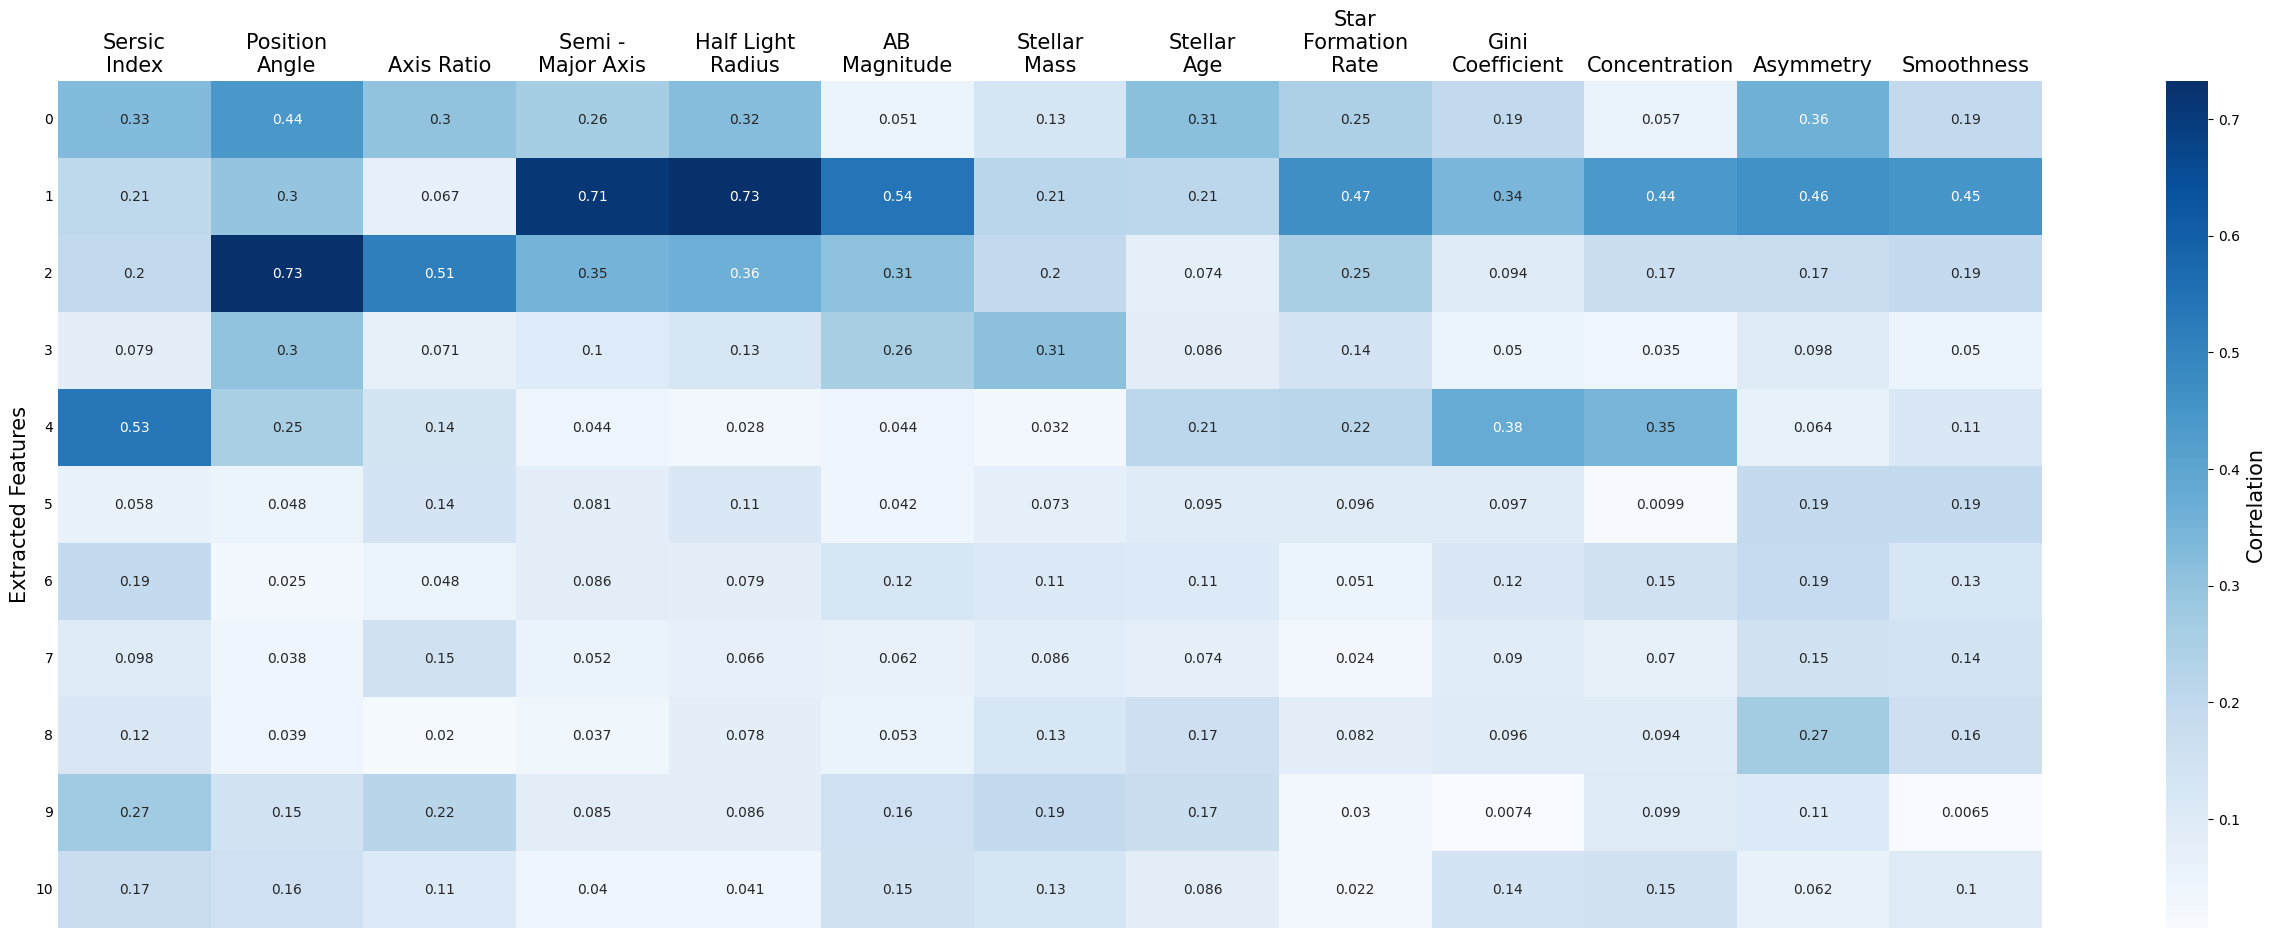 Star
Sersic Position Semi - Half Light AB Stellar Stellar Formation Gini
Index Angle Axis Ratio Major Axis Radius Magnitude Mass Age Rate Coefficient Concentration Asymmetry Smoothness
0 0.33 0.44 0.3 0.26 0.32 0.051 0.13 0.31 0.25 0.19 0.057 0.36 0.19
1 0.21 0.3 0.067 0.71 0.73 0.54 0.21 0.21 0.47 0.34 0.44 0.46 0.45
2 0.2 0.73 0.51 0.35 0.36 0.31 0.2 0.074 0.25 0.094 0.17 0.17 0.19
3 0.079 0.3 0.071 0.1 0.13 0.26 0.31 0.086 0.14 0.05 0.035 0.098 0.05
4 0.53 0.25 0.14 0.044 0.028 0.044 0.032 0.21 0.22 0.38 0.35 0.064 0.11
5 0.058 0.048 0.14 0.081 0.11 0.042 0.073 0.095 0.096 0.097 0.0099 0.19 0.19
6 0.19 0.025 0.048 0.086 0.079 0.12 0.11 0.11 0.051 0.12 0.15 0.19 0.13
7 0.098 0.038 0.15 0.052 0.066 0.062 0.086 0.074 0.024 0.09 0.07 0.15 0.14
8 0.12 0.039 0.02 0.037 0.078 0.053 0.13 0.17 0.082 0.096 0.094 0.27 0.16
9 0.27 0.15 0.22 0.085 0.086 0.16 0.19 0.17 0.03 0.0074 0.099 0.11 0.0065
10 0.17 0.16 0.11 0.04 0.041 0.15 0.13 0.086 0.022 0.14 0.15 0.062 0.1
Extracted Features
0.7
0.6
0.5
0.4
0.3
0.2
0.1
Correlation